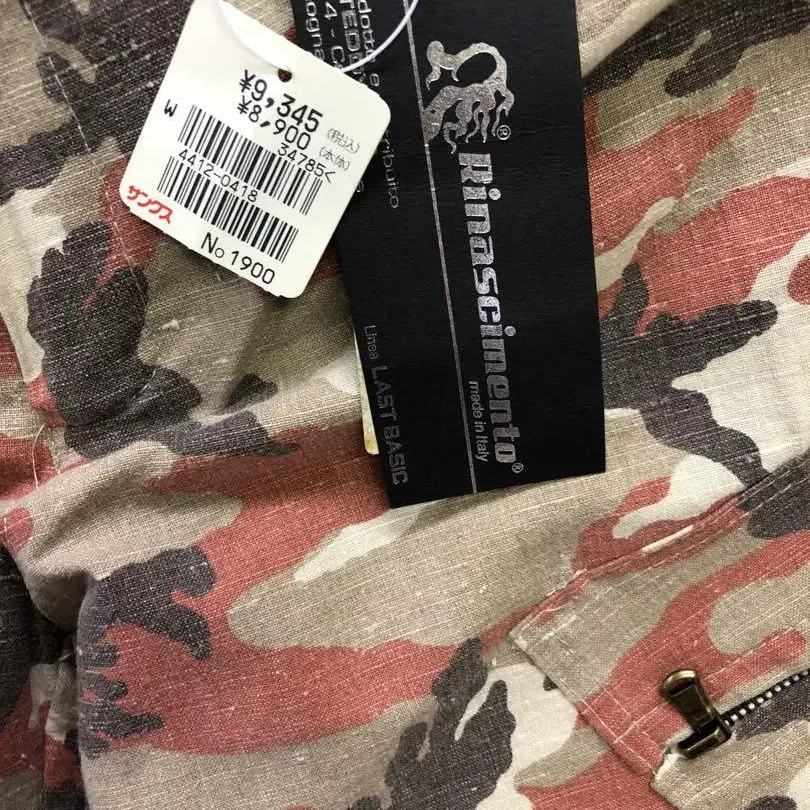 ¥9,345 (税込)
¥8,900 (本体)
34785<
W
4412-0418
サンクス
No 1900
Rinascimento®
made in Italy
Linea LAST BASIC